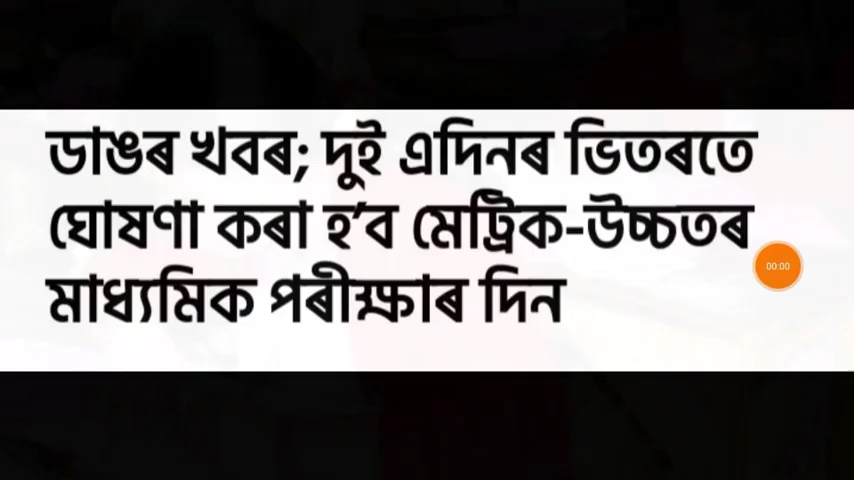 ডাঙৰ খবৰ; দুই এদিনৰ ভিতৰতে
ঘোষণা কৰা হ'ব মেট্ৰিক-উচ্চতৰ
মাধ্যমিক পৰীক্ষাৰ দিন
00:00